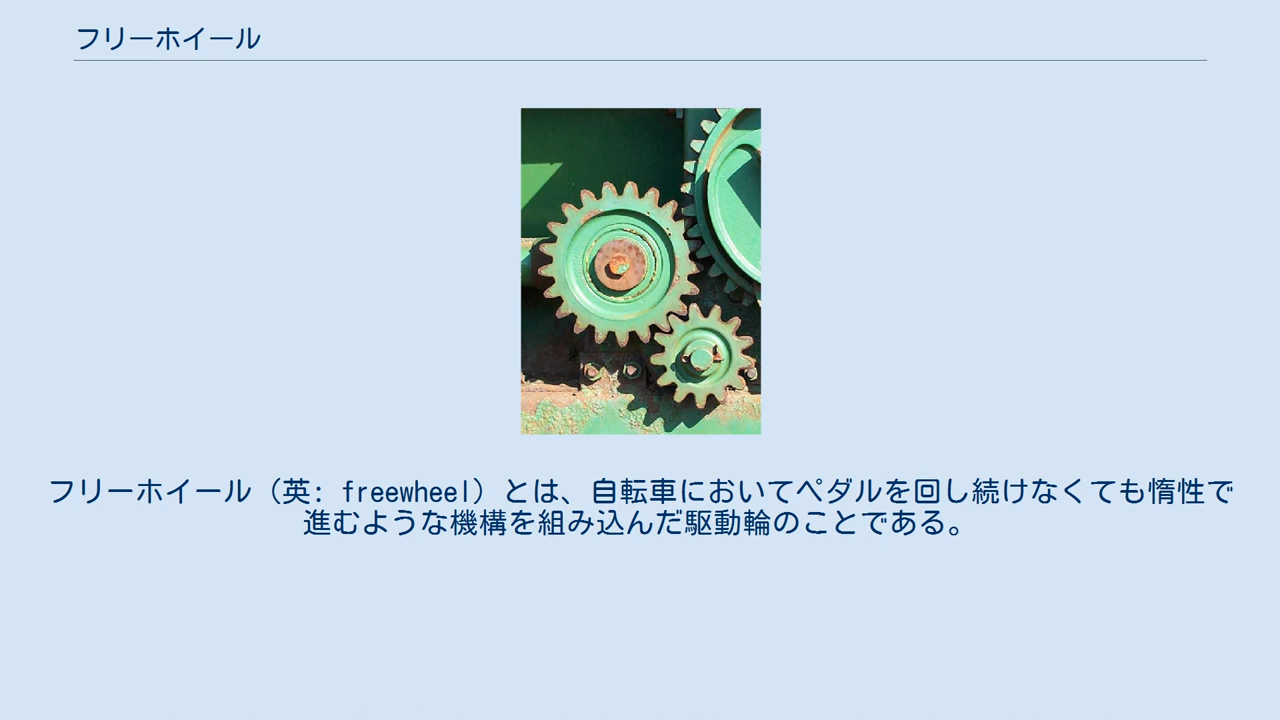 フリーホイール
フリーホイール（英: freewheel）とは、自転車においてペダルを回し続けなくても惰性で
進むような機構を組み込んだ駆動輪のことである。